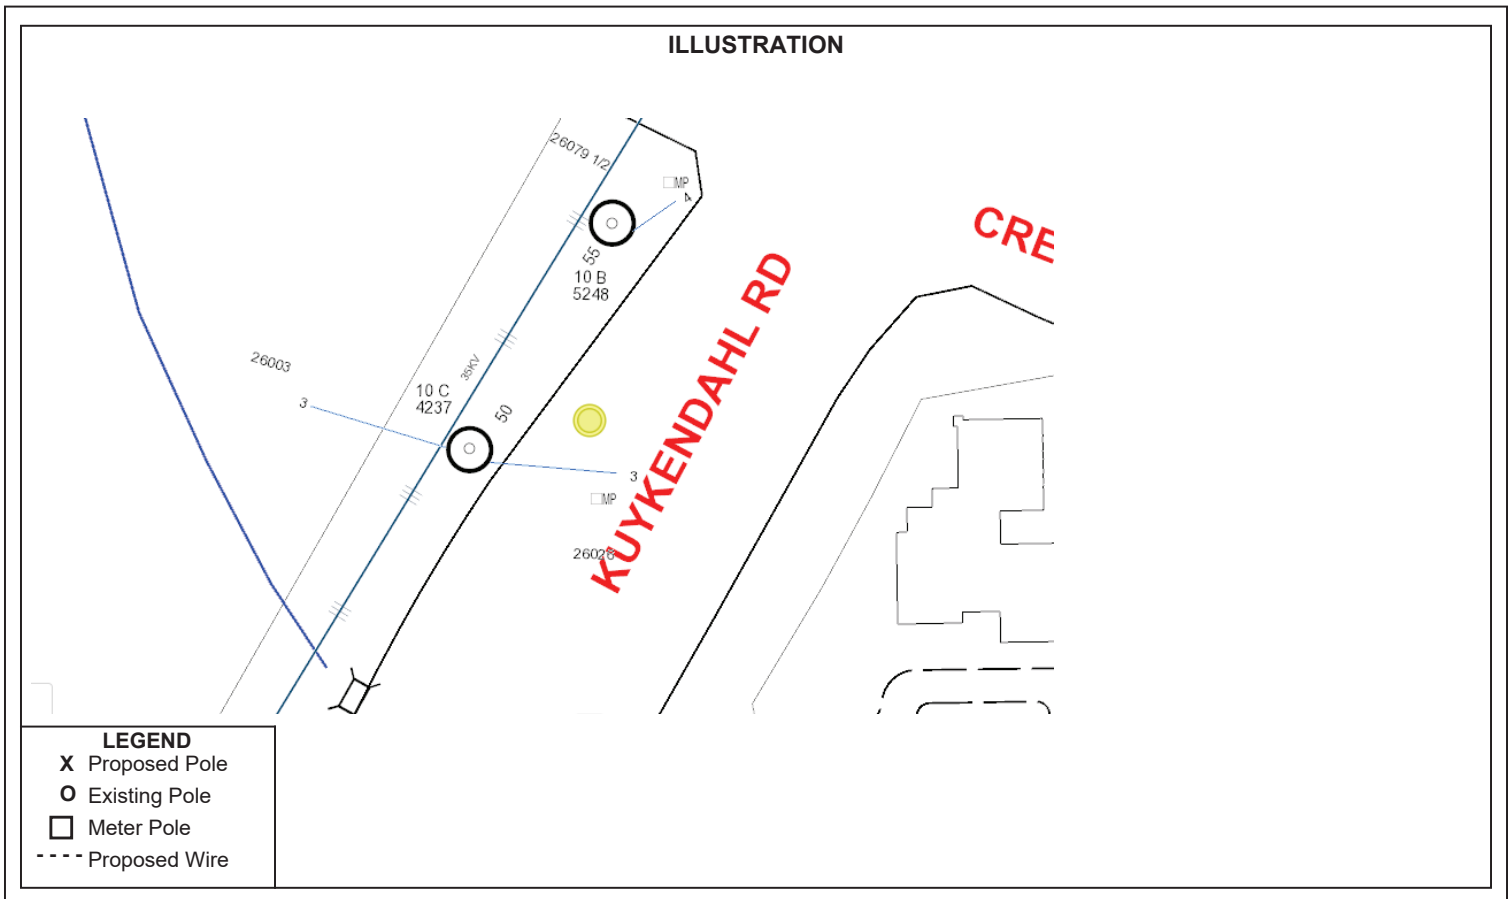 ILLUSTRATION
26079 1/2
MP
4
55
10 B
5248
CRE
KUYKENDAHL RD
26003
35KV
10 C
4237
3
50
3
MP
26026
LEGEND
X Proposed Pole
O Existing Pole
Meter Pole
---- Proposed Wire